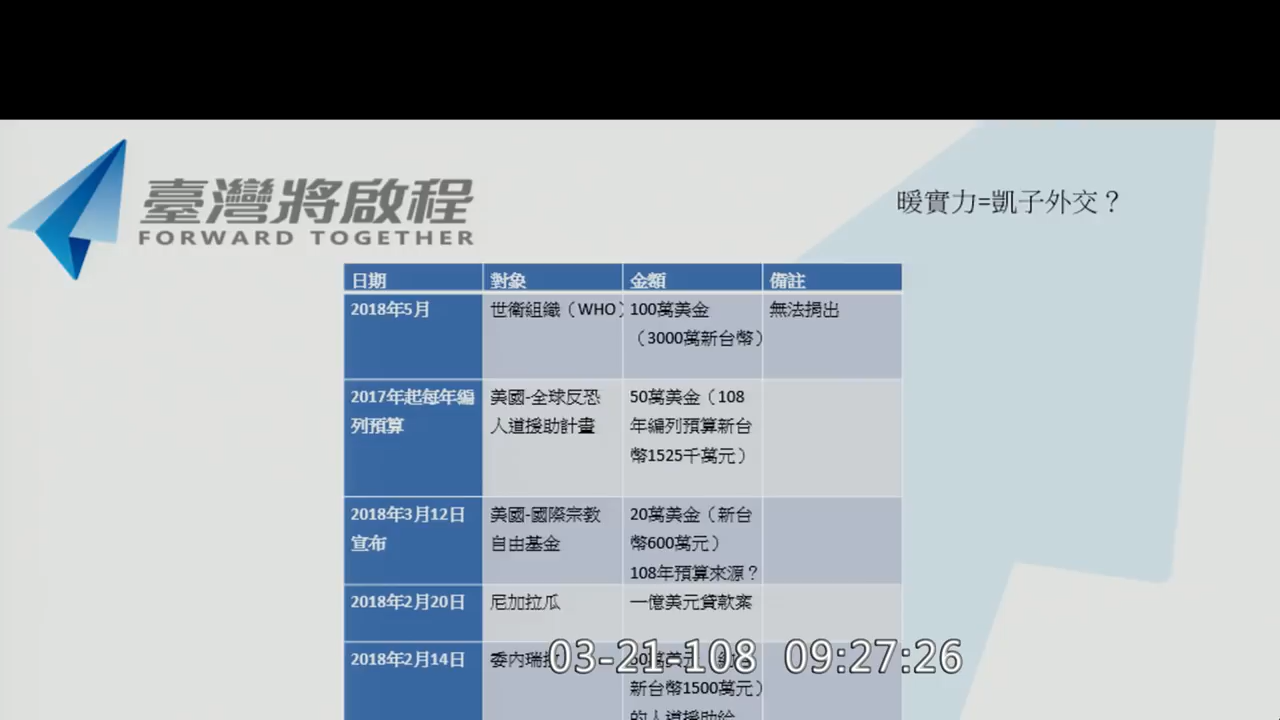 臺灣將啟程
FORWARD TOGETHER
暖實力=凱子外交？
日期 對象 金額 備註
2018年5月 世衛組織（WHO） 100萬美金 無法捐出
（3000萬新台幣）
2017年起每年編 美國-全球反恐 50萬美金（108
列預算 人道援助計畫 年編列預算新台
幣1525千萬元）
2018年3月12日 美國-國際宗教 20萬美金（新台
宣布 自由基金 幣600萬元）
108年預算來源？
2018年2月20日 尼加拉瓜 一億美元貸款案
2018年2月14日 委內瑞
03-21-108 09:27:26
新台幣1500萬元）
的人道援助給